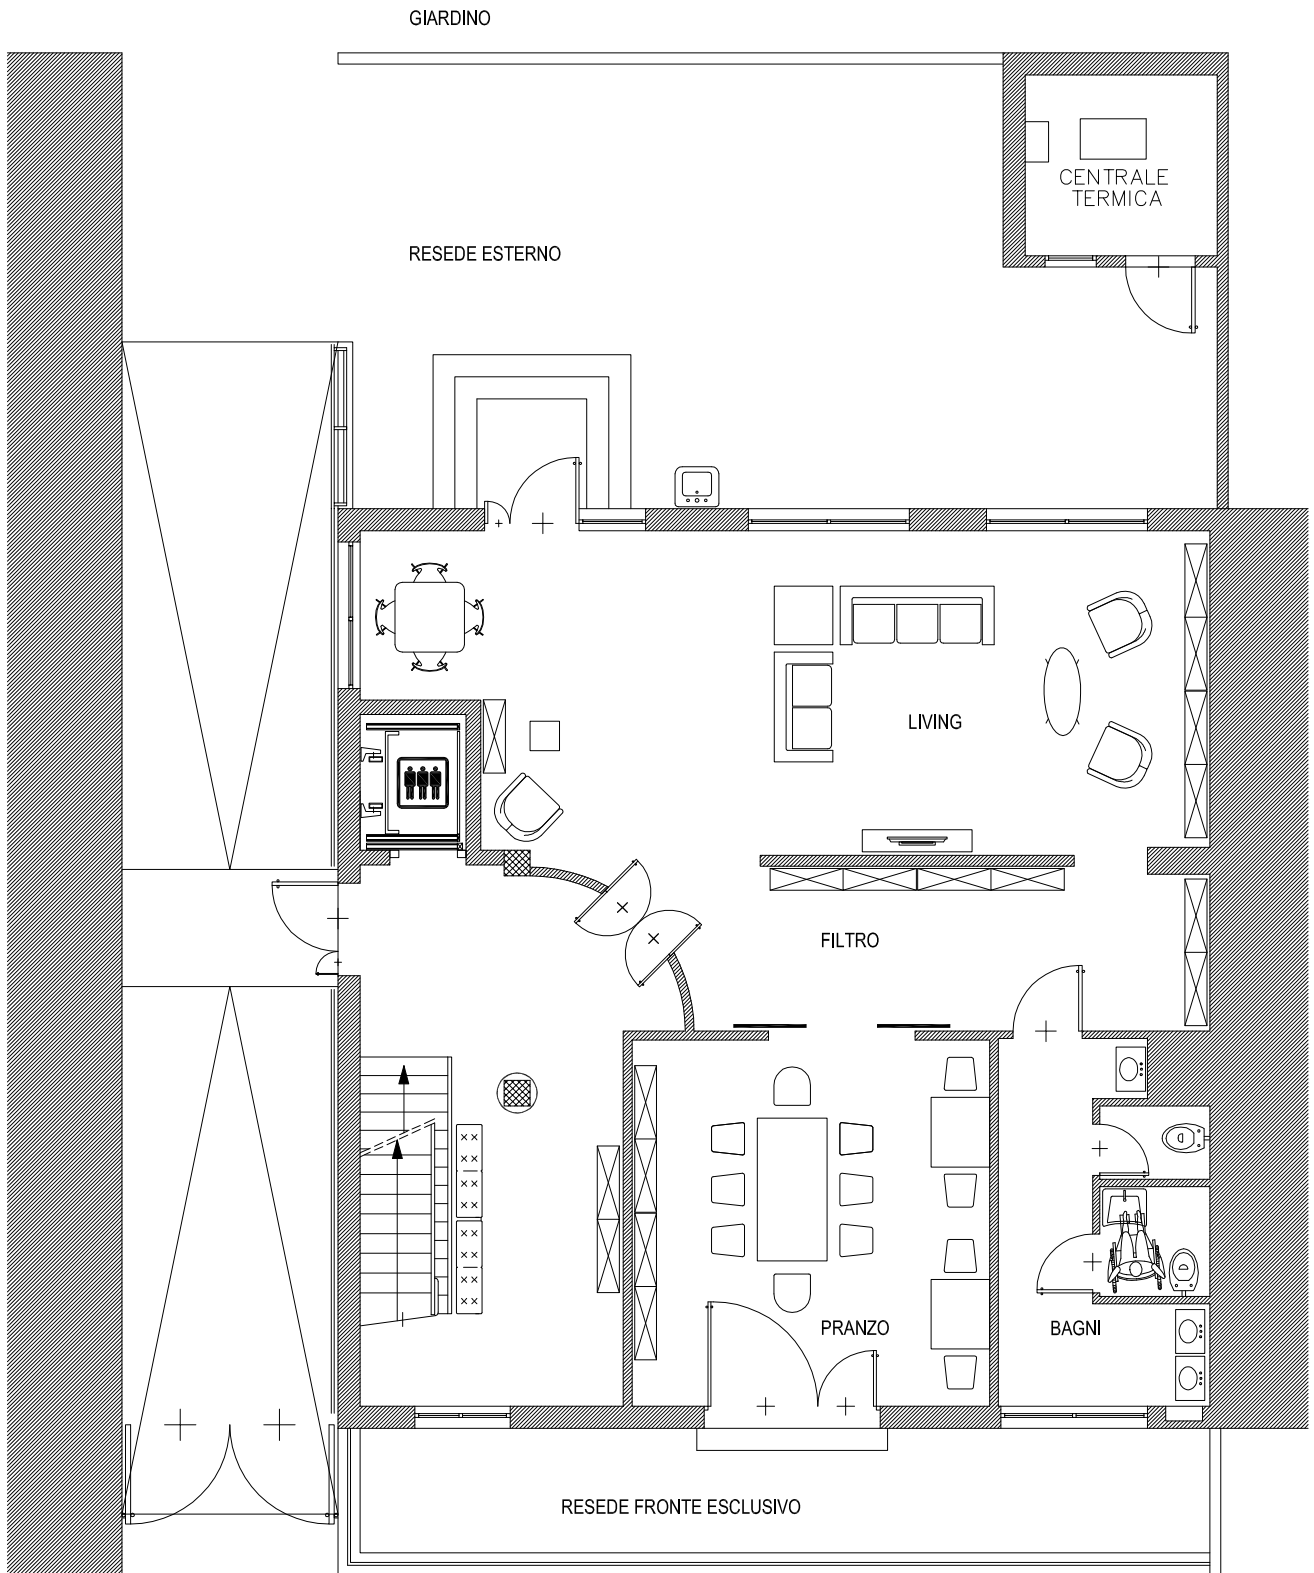 GIARDINO
CENTRALE
TERMICA
RESEDE ESTERNO
LIVING
FILTRO
PRANZO
BAGNI
RESEDE FRONTE ESCLUSIVO